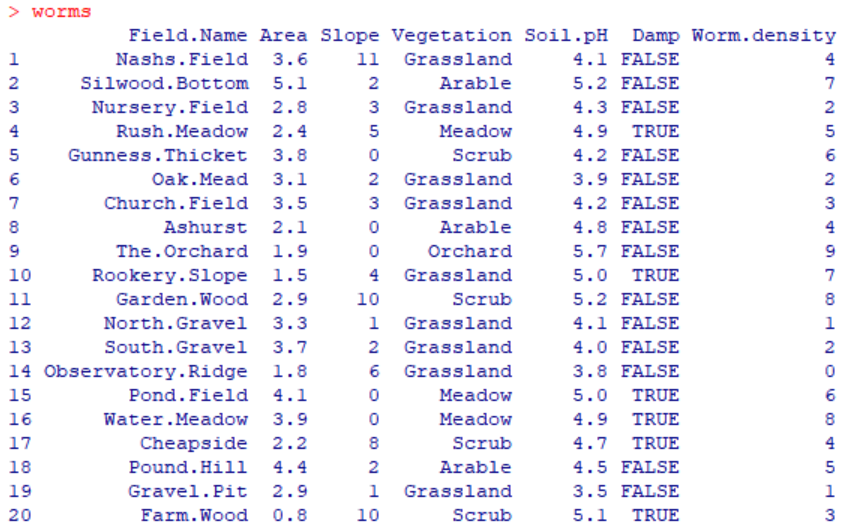 > worms
Field.Name Area Slope Vegetation Soil.pH Damp Worm.density
1 Nashs.Field 3.6 11 Grassland 4.1 FALSE 4
2 Silwood.Bottom 5.1 2 Arable 5.2 FALSE 7
3 Nursery.Field 2.8 3 Grassland 4.3 FALSE 2
4 Rush.Meadow 2.4 5 Meadow 4.9 TRUE 5
5 Gunness.Thicket 3.8 0 Scrub 4.2 FALSE 6
6 Oak.Mead 3.1 2 Grassland 3.9 FALSE 2
7 Church.Field 3.5 3 Grassland 4.2 FALSE 3
8 Ashurst 2.1 0 Arable 4.8 FALSE 4
9 The.Orchard 1.9 0 Orchard 5.7 FALSE 9
10 Rookery.Slope 1.5 4 Grassland 5.0 TRUE 7
11 Garden.Wood 2.9 10 Scrub 5.2 FALSE 8
12 North.Gravel 3.3 1 Grassland 4.1 FALSE 1
13 South.Gravel 3.7 2 Grassland 4.0 FALSE 2
14 Observatory.Ridge 1.8 6 Grassland 3.8 FALSE 0
15 Pond.Field 4.1 0 Meadow 5.0 TRUE 6
16 Water.Meadow 3.9 0 Meadow 4.9 TRUE 8
17 Cheapside 2.2 8 Scrub 4.7 TRUE 4
18 Pound.Hill 4.4 2 Arable 4.5 FALSE 5
19 Gravel.Pit 2.9 1 Grassland 3.5 FALSE 1
20 Farm.Wood 0.8 10 Scrub 5.1 TRUE 3